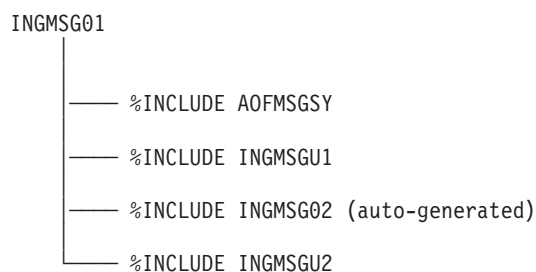 INGMSG01
%INCLUDE AOFMSGSY
%INCLUDE INGMSGU1
%INCLUDE INGMSG02 (auto-generated)
%INCLUDE INGMSGU2